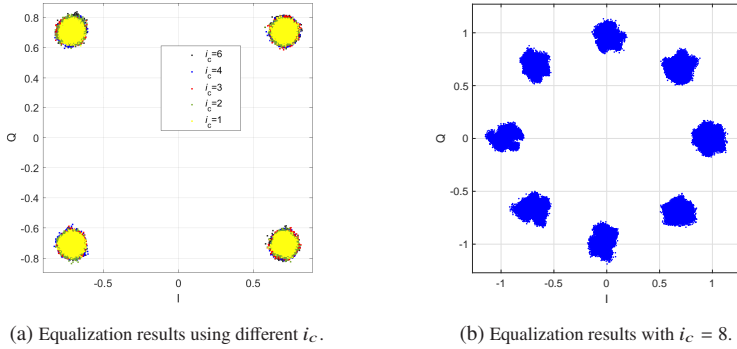 0.8
0.6
0.4
0.2
0
-0.2
-0.4
-0.6
-0.8
Q
-0.5
0
0.5
I
i_c=6
i_c=4
i_c=3
i_c=2
i_c=1
1
0.5
0
-0.5
-1
Q
-1
-0.5
0
0.5
1
I
(a) Equalization results using different i_c.
(b) Equalization results with i_c = 8.